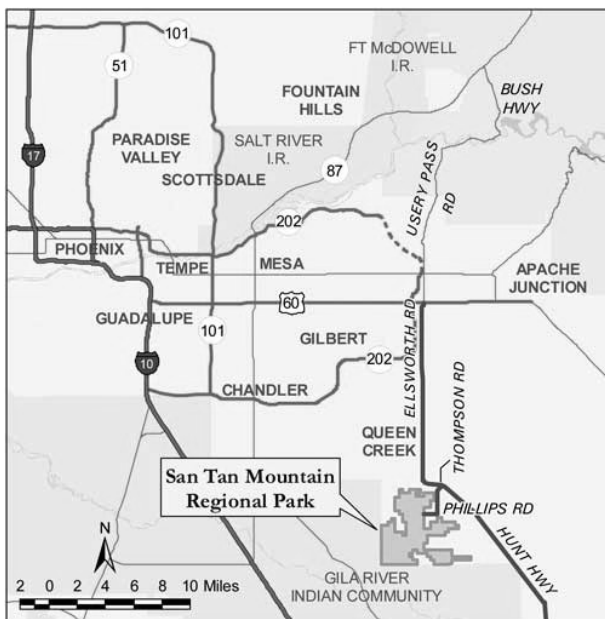 101
51
FT McDOWELL
I.R.
BUSH
HWY
FOUNTAIN
HILLS
17
PARADISE
VALLEY
SALT RIVER
I.R.
SCOTTSDALE
87
USERY PASS
RD
202
PHOENIX
TEMPE
MESA
APACHE
JUNCTION
60
GUADALUPE
101
GILBERT
ELLSWORTH RD
10
202
CHANDLER
THOMPSON RD
QUEEN
CREEK
San Tan Mountain
Regional Park
PHILLIPS RD
HUNT HWY
N
GILA RIVER
INDIAN COMMUNITY
2 0 2 4 6 8 10 Miles